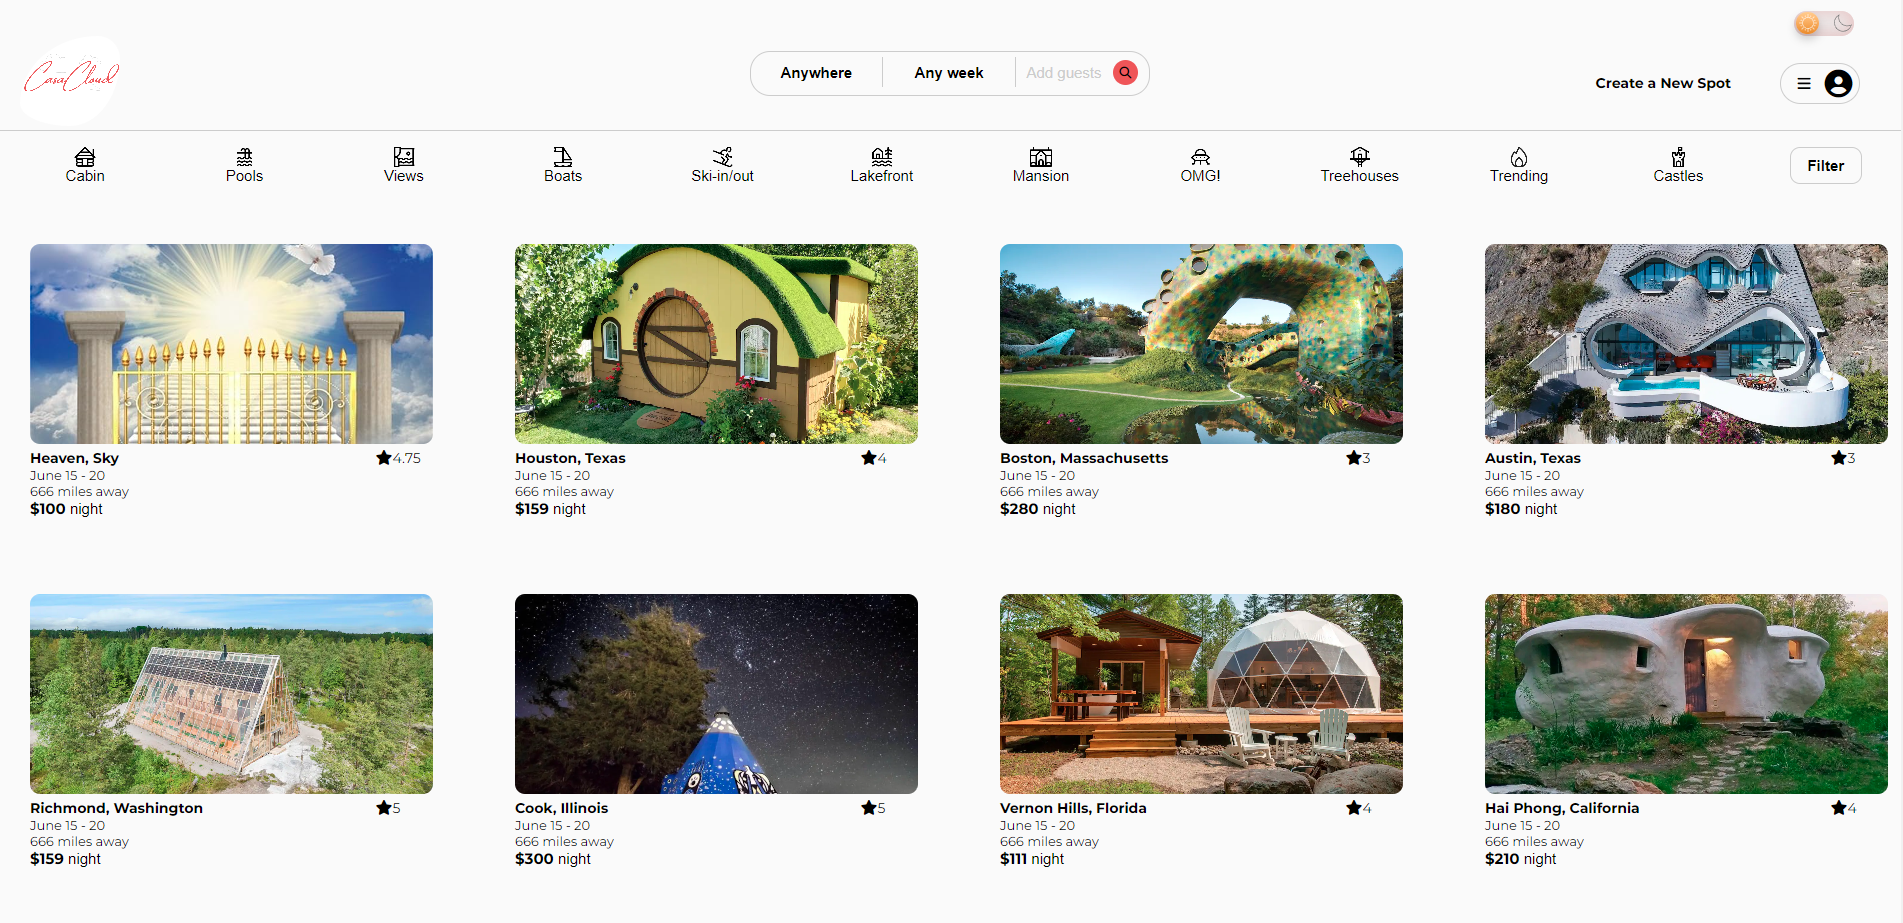 CasaCloud
Anywhere
Any week
Add guests
Create a New Spot
Cabin
Pools
Views
Boats
Ski-in/out
Lakefront
Mansion
OMG!
Treehouses
Trending
Castles
Filter
Heaven, Sky
4.75
June 15 - 20
666 miles away
$100 night
Houston, Texas
4
June 15 - 20
666 miles away
$159 night
Boston, Massachusetts
3
June 15 - 20
666 miles away
$280 night
Austin, Texas
3
June 15 - 20
666 miles away
$180 night
Richmond, Washington
5
June 15 - 20
666 miles away
$159 night
Cook, Illinois
5
June 15 - 20
666 miles away
$300 night
Vernon Hills, Florida
4
June 15 - 20
666 miles away
$111 night
Hai Phong, California
4
June 15 - 20
666 miles away
$210 night